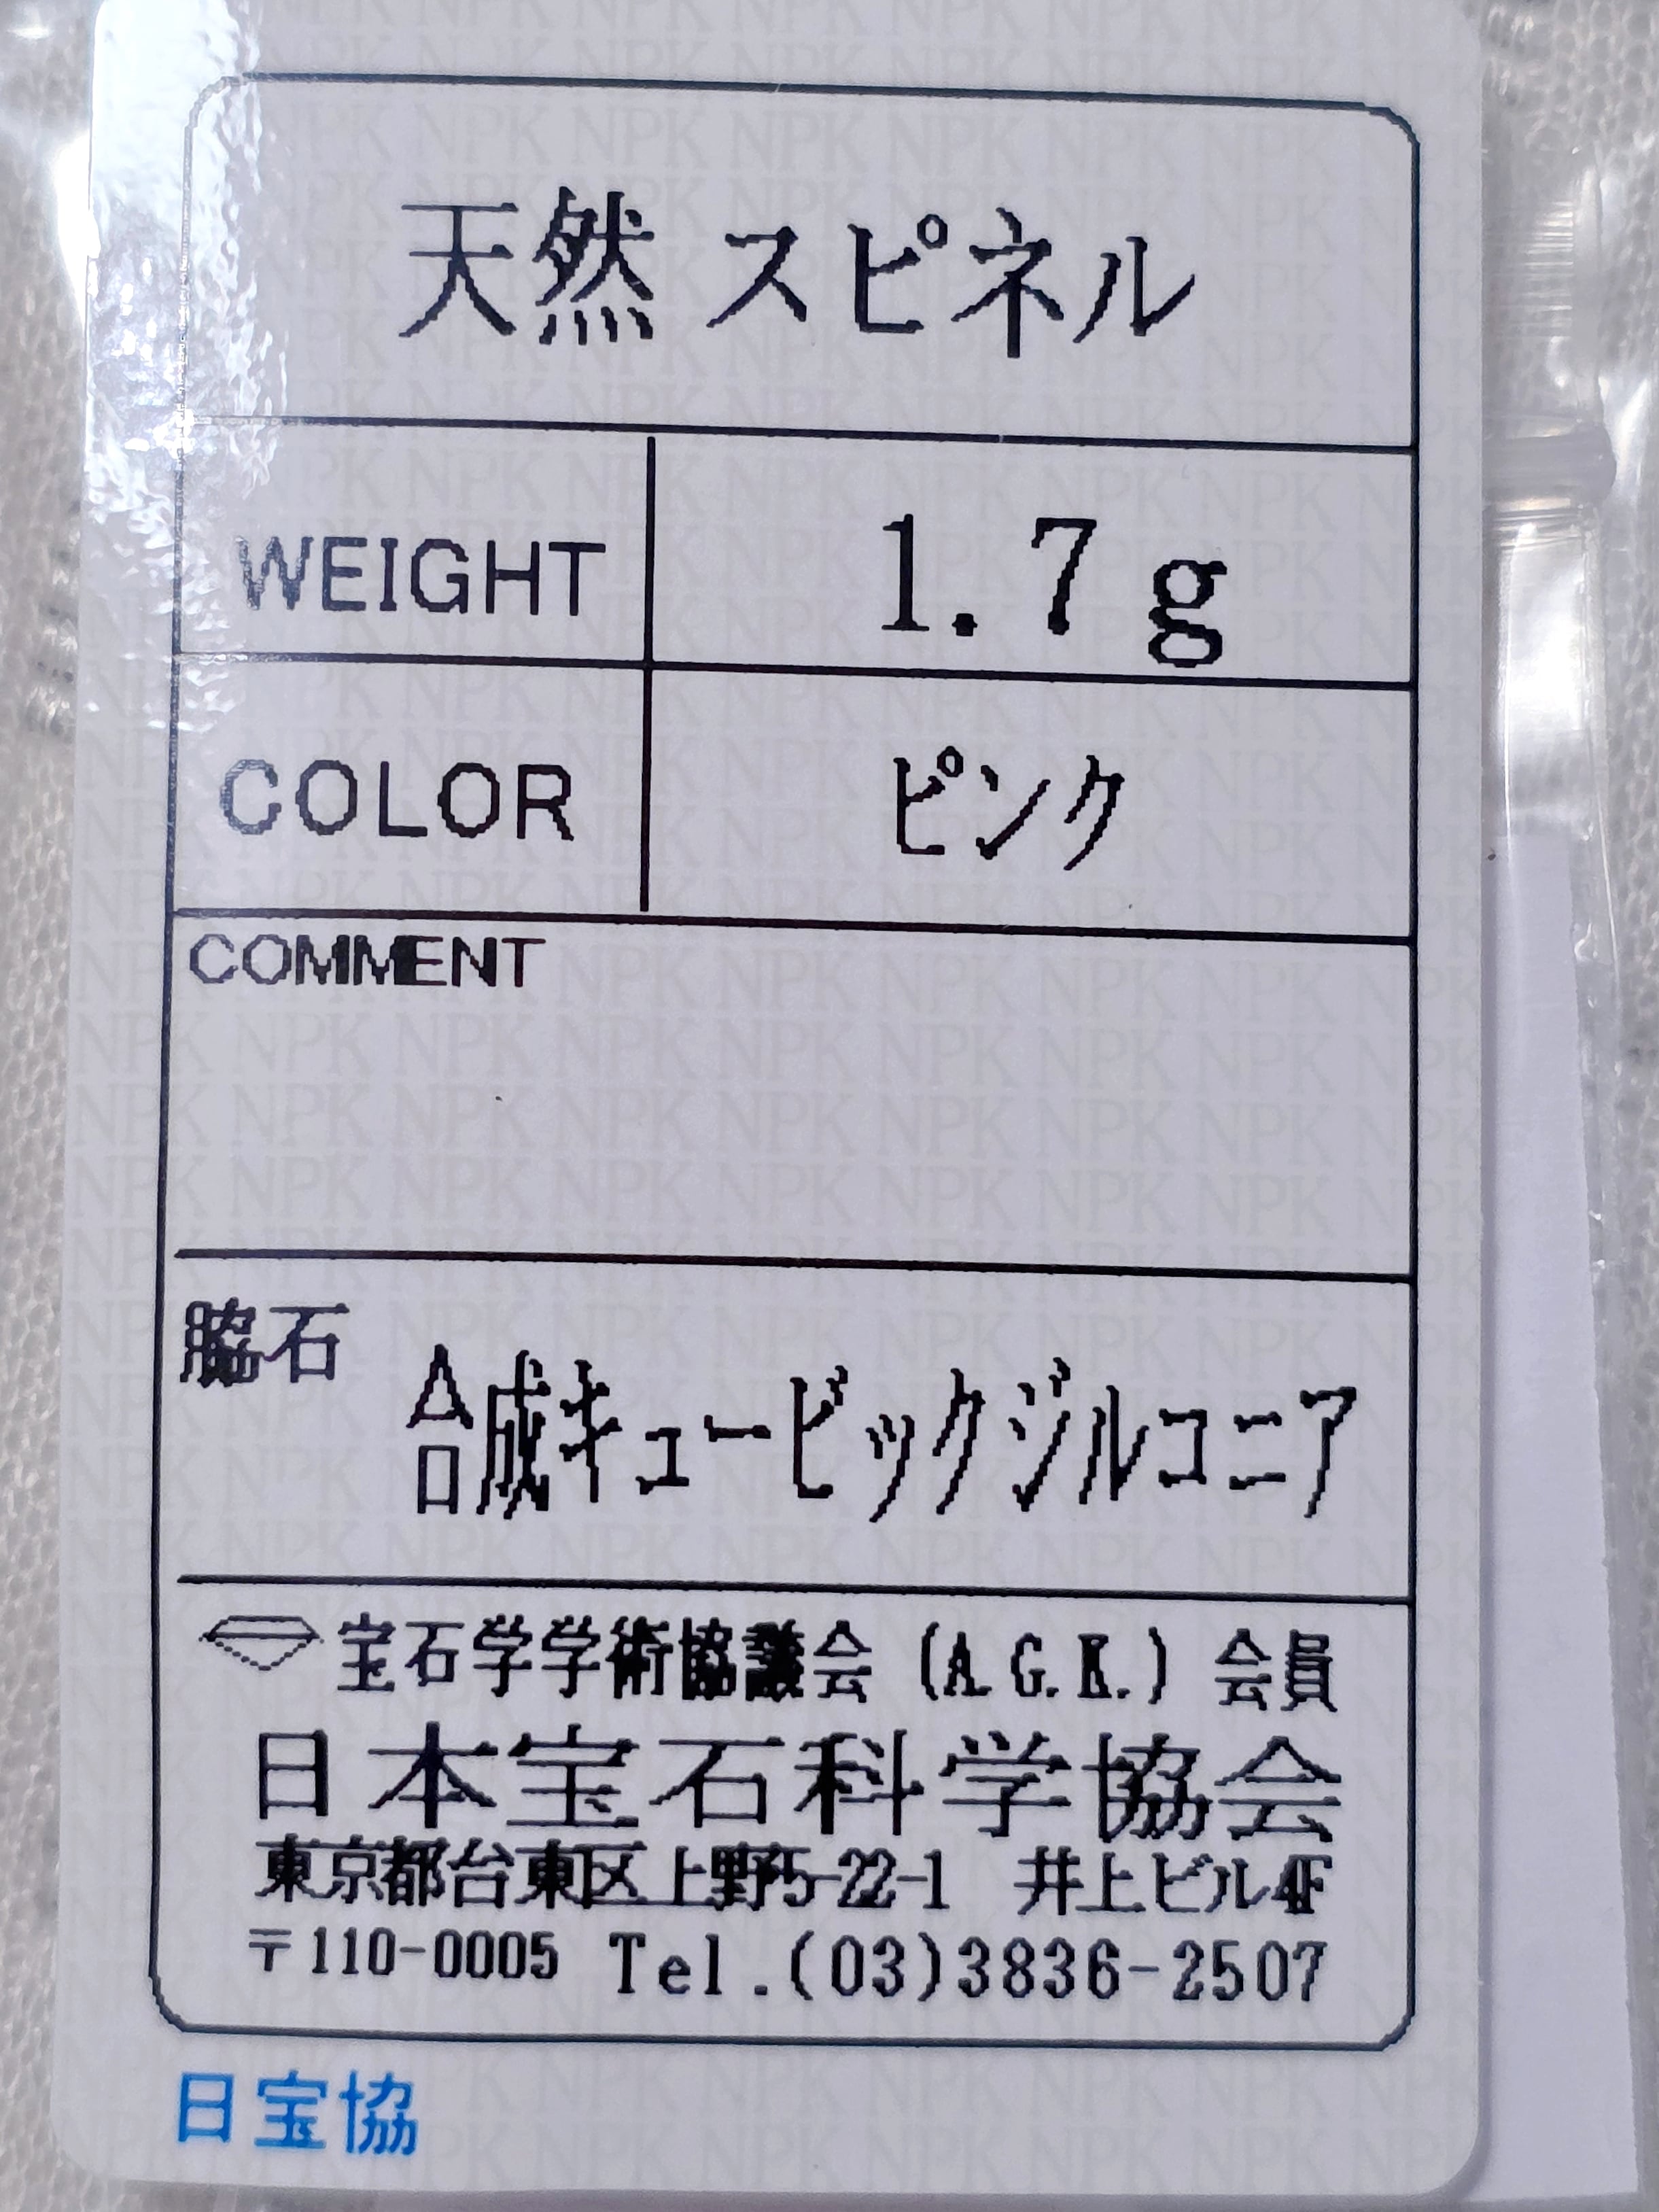 天然 スピネル
WEIGHT 1.7g
COLOR ピンク
COMMENT
脇石
合成キュービックジルコニア
宝石学学術協議会 (A.G.K.) 会員
日本宝石科学協会
東京都台東区上野5-22-1 井上ビル4F
〒110-0005 Tel.(03)3836-2507
日宝協